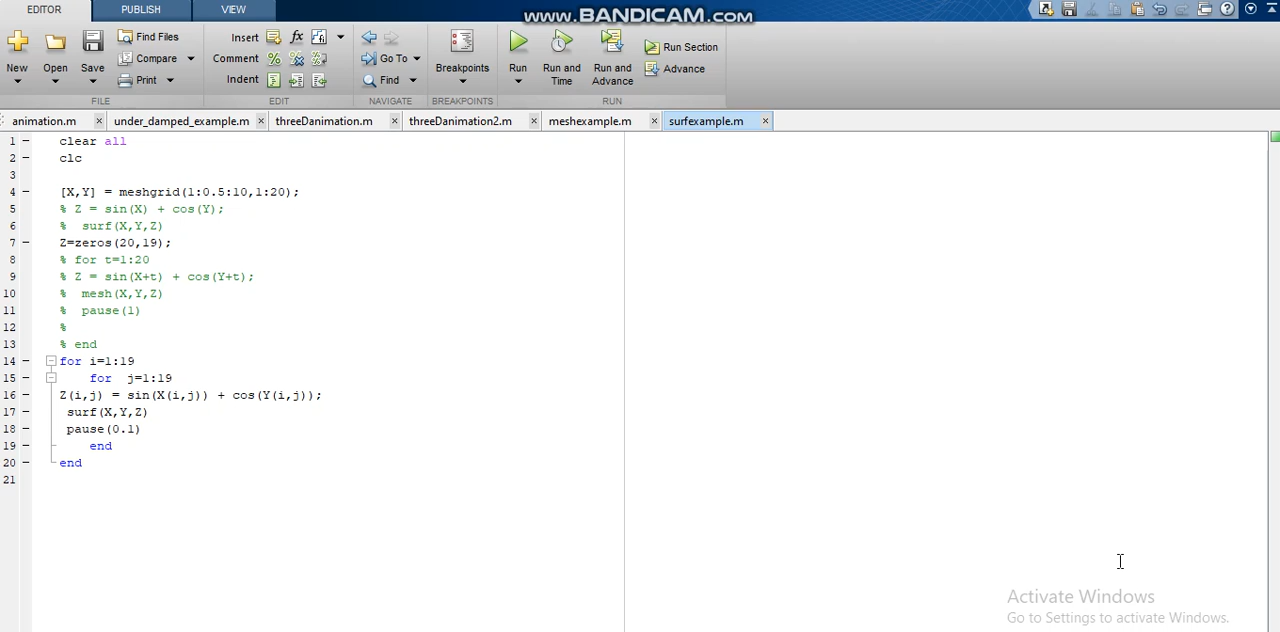 EDITOR PUBLISH VIEW
www.BANDICAM.com
New Open Save Find Files Compare Print
Insert fx
Comment
Indent
Go To Find
Breakpoints
Run Run and Time Run and Advance Run Section Advance
FILE EDIT NAVIGATE BREAKPOINTS RUN
animation.m × under_damped_example.m × threeDanimation.m × threeDanimation2.m × meshexample.m × surfexample.m ×
1 – clear all
2 – clc
3
4 – [X,Y] = meshgrid(1:0.5:10,1:20);
5 % Z = sin(X) + cos(Y);
6 % surf(X,Y,Z)
7 – Z=zeros(20,19);
8 % for t=1:20
9 % Z = sin(X+t) + cos(Y+t);
10 % mesh(X,Y,Z)
11 % pause(1)
12 %
13 % end
14 – for i=1:19
15 – for j=1:19
16 – Z(i,j) = sin(X(i,j)) + cos(Y(i,j));
17 – surf(X,Y,Z)
18 – pause(0.1)
19 – end
20 – end
21
Activate Windows
Go to Settings to activate Windows.